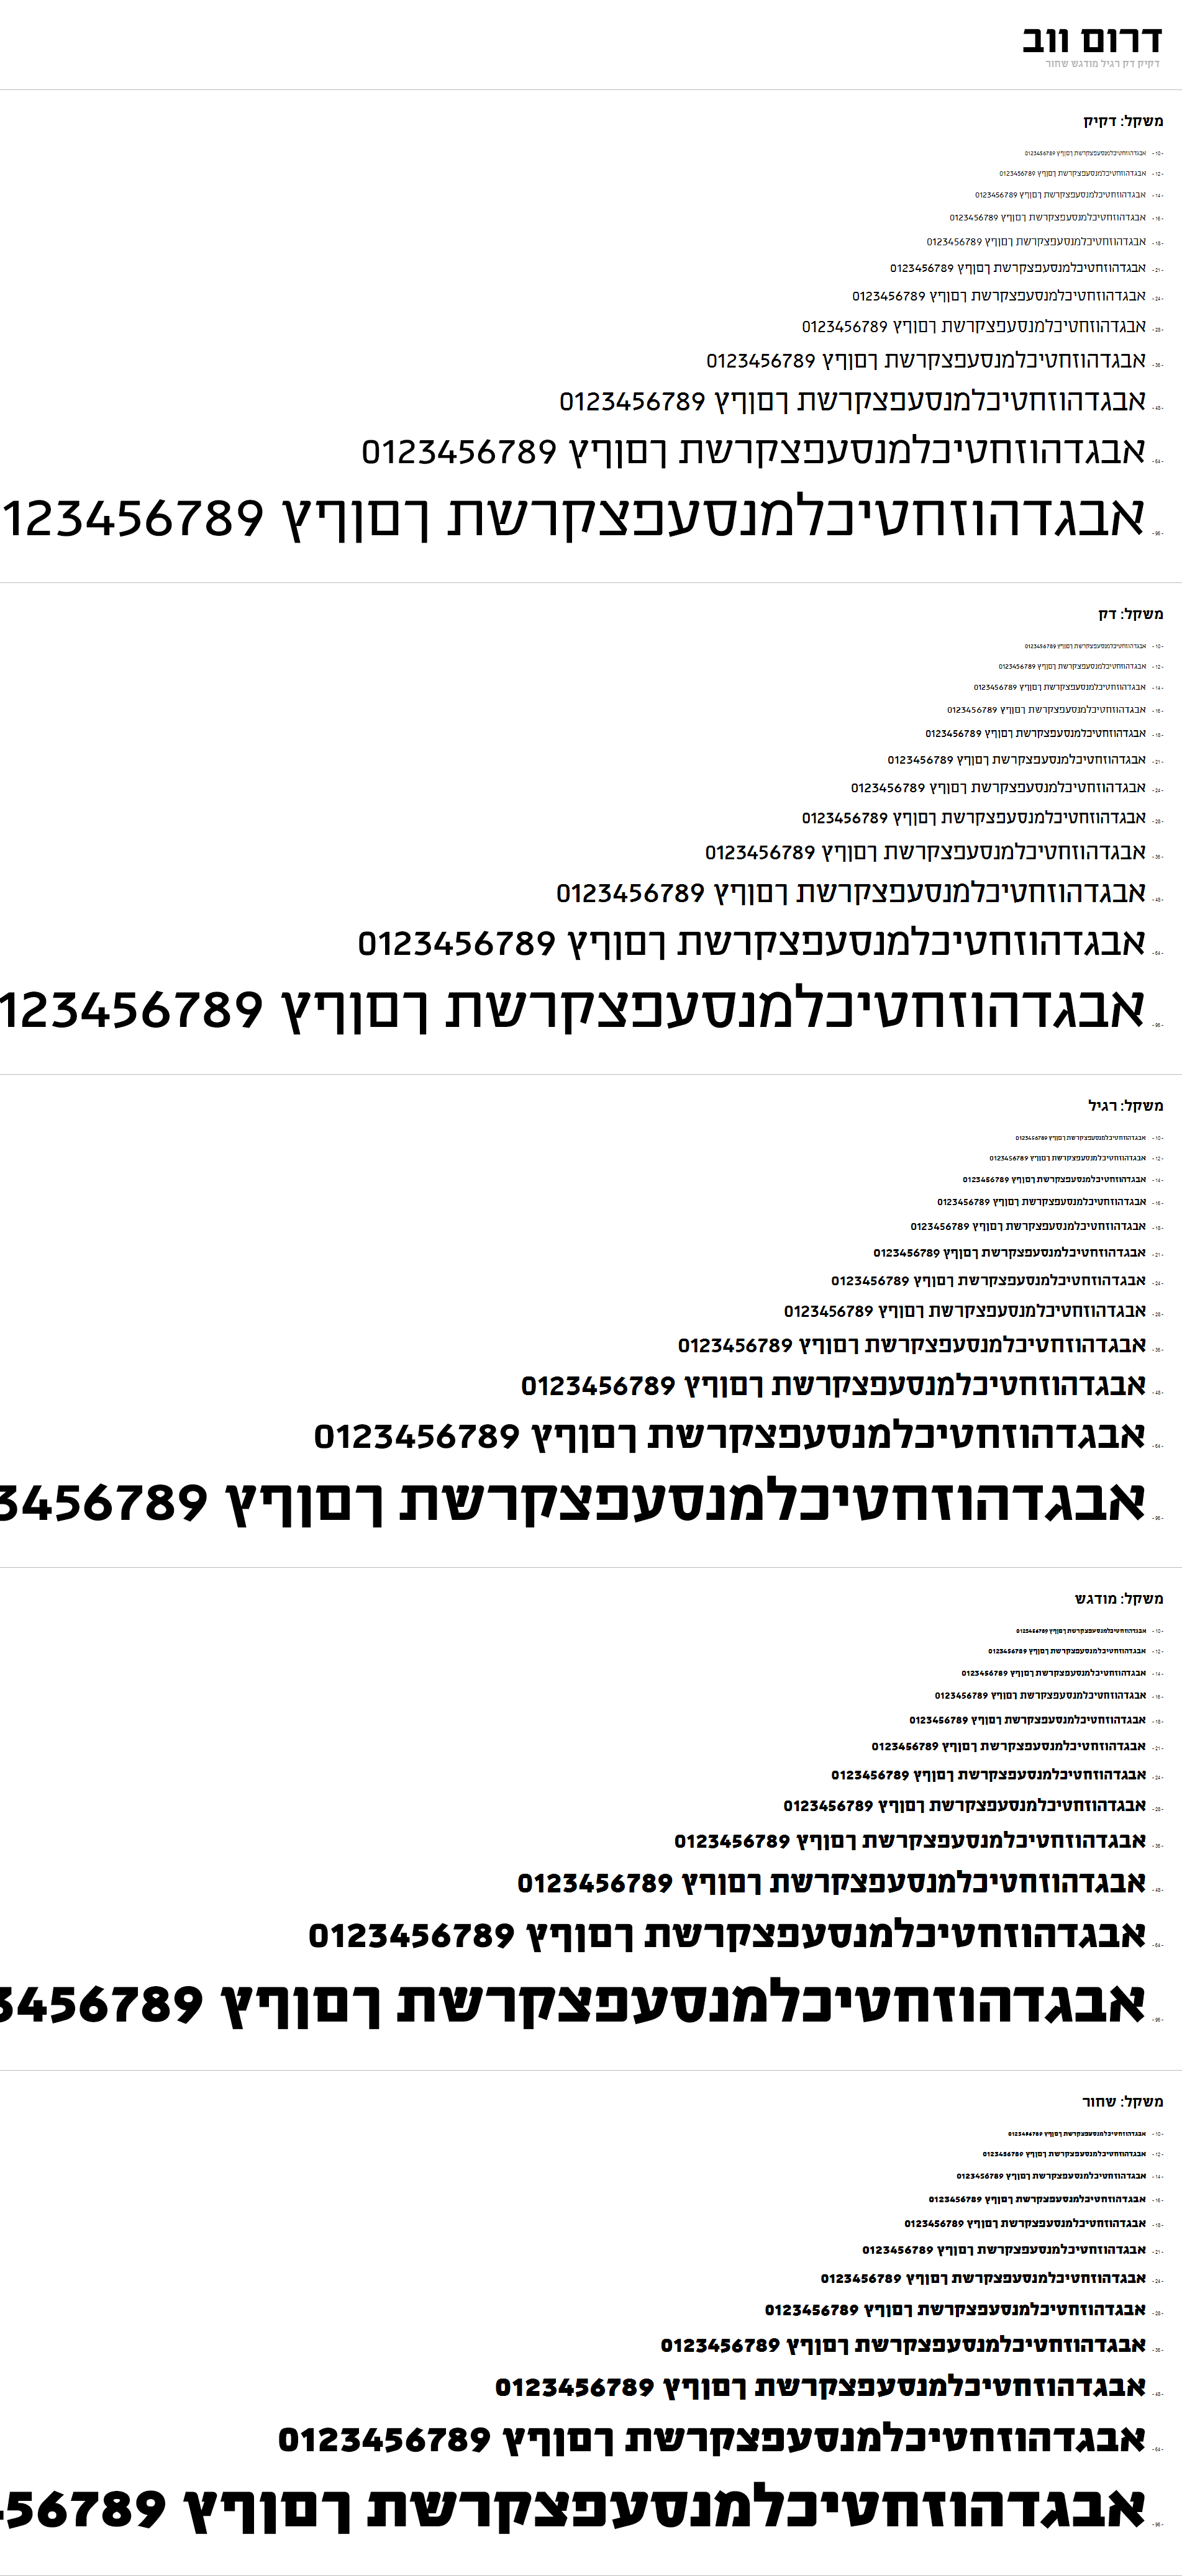 דרום ווב
דקיק דק רגיל מודגש שחור
משקל: דקיק
- 10 - אבגדהוזחטיכלמנסעפצקרשת ךםןףץ 0123456789
- 12 - אבגדהוזחטיכלמנסעפצקרשת ךםןףץ 0123456789
- 14 - אבגדהוזחטיכלמנסעפצקרשת ךםןףץ 0123456789
- 16 - אבגדהוזחטיכלמנסעפצקרשת ךםןףץ 0123456789
- 18 - אבגדהוזחטיכלמנסעפצקרשת ךםןףץ 0123456789
- 21 - אבגדהוזחטיכלמנסעפצקרשת ךםןףץ 0123456789
- 24 - אבגדהוזחטיכלמנסעפצקרשת ךםןףץ 0123456789
- 28 - אבגדהוזחטיכלמנסעפצקרשת ךםןףץ 0123456789
- 36 - אבגדהוזחטיכלמנסעפצקרשת ךםןףץ 0123456789
- 48 - אבגדהוזחטיכלמנסעפצקרשת ךםןףץ 0123456789
- 64 - אבגדהוזחטיכלמנסעפצקרשת ךםןףץ 0123456789
- 96 - אבגדהוזחטיכלמנסעפצקרשת ךםןףץ 123456789
משקל: דק
- 10 - אבגדהוזחטיכלמנסעפצקרשת ךםןףץ 0123456789
- 12 - אבגדהוזחטיכלמנסעפצקרשת ךםןףץ 0123456789
- 14 - אבגדהוזחטיכלמנסעפצקרשת ךםןףץ 0123456789
- 16 - אבגדהוזחטיכלמנסעפצקרשת ךםןףץ 0123456789
- 18 - אבגדהוזחטיכלמנסעפצקרשת ךםןףץ 0123456789
- 21 - אבגדהוזחטיכלמנסעפצקרשת ךםןףץ 0123456789
- 24 - אבגדהוזחטיכלמנסעפצקרשת ךםןףץ 0123456789
- 28 - אבגדהוזחטיכלמנסעפצקרשת ךםןףץ 0123456789
- 36 - אבגדהוזחטיכלמנסעפצקרשת ךםןףץ 0123456789
- 48 - אבגדהוזחטיכלמנסעפצקרשת ךםןףץ 0123456789
- 64 - אבגדהוזחטיכלמנסעפצקרשת ךםןףץ 0123456789
- 96 - אבגדהוזחטיכלמנסעפצקרשת ךםןףץ 123456789
משקל: רגיל
- 10 - אבגדהוזחטיכלמנסעפצקרשת ךםןףץ 0123456789
- 12 - אבגדהוזחטיכלמנסעפצקרשת ךםןףץ 0123456789
- 14 - אבגדהוזחטיכלמנסעפצקרשת ךםןףץ 0123456789
- 16 - אבגדהוזחטיכלמנסעפצקרשת ךםןףץ 0123456789
- 18 - אבגדהוזחטיכלמנסעפצקרשת ךםןףץ 0123456789
- 21 - אבגדהוזחטיכלמנסעפצקרשת ךםןףץ 0123456789
- 24 - אבגדהוזחטיכלמנסעפצקרשת ךםןףץ 0123456789
- 28 - אבגדהוזחטיכלמנסעפצקרשת ךםןףץ 0123456789
- 36 - אבגדהוזחטיכלמנסעפצקרשת ךםןףץ 0123456789
- 48 - אבגדהוזחטיכלמנסעפצקרשת ךםןףץ 0123456789
- 64 - אבגדהוזחטיכלמנסעפצקרשת ךםןףץ 0123456789
- 96 - אבגדהוזחטיכלמנסעפצקרשת ךםןףץ 3456789
משקל: מודגש
- 10 - אבגדהוזחטיכלמנסעפצקרשת ךםןףץ 0123456789
- 12 - אבגדהוזחטיכלמנסעפצקרשת ךםןףץ 0123456789
- 14 - אבגדהוזחטיכלמנסעפצקרשת ךםןףץ 0123456789
- 16 - אבגדהוזחטיכלמנסעפצקרשת ךםןףץ 0123456789
- 18 - אבגדהוזחטיכלמנסעפצקרשת ךםןףץ 0123456789
- 21 - אבגדהוזחטיכלמנסעפצקרשת ךםןףץ 0123456789
- 24 - אבגדהוזחטיכלמנסעפצקרשת ךםןףץ 0123456789
- 28 - אבגדהוזחטיכלמנסעפצקרשת ךםןףץ 0123456789
- 36 - אבגדהוזחטיכלמנסעפצקרשת ךםןףץ 0123456789
- 48 - אבגדהוזחטיכלמנסעפצקרשת ךםןףץ 0123456789
- 64 - אבגדהוזחטיכלמנסעפצקרשת ךםןףץ 0123456789
- 96 - אבגדהוזחטיכלמנסעפצקרשת ךםןףץ 3456789
משקל: שחור
- 10 - אבגדהוזחטיכלמנסעפצקרשת ךםןףץ 0123456789
- 12 - אבגדהוזחטיכלמנסעפצקרשת ךםןףץ 0123456789
- 14 - אבגדהוזחטיכלמנסעפצקרשת ךםןףץ 0123456789
- 16 - אבגדהוזחטיכלמנסעפצקרשת ךםןףץ 0123456789
- 18 - אבגדהוזחטיכלמנסעפצקרשת ךםןףץ 0123456789
- 21 - אבגדהוזחטיכלמנסעפצקרשת ךםןףץ 0123456789
- 24 - אבגדהוזחטיכלמנסעפצקרשת ךםןףץ 0123456789
- 28 - אבגדהוזחטיכלמנסעפצקרשת ךםןףץ 0123456789
- 36 - אבגדהוזחטיכלמנסעפצקרשת ךםןףץ 0123456789
- 48 - אבגדהוזחטיכלמנסעפצקרשת ךםןףץ 0123456789
- 64 - אבגדהוזחטיכלמנסעפצקרשת ךםןףץ 0123456789
- 96 - אבגדהוזחטיכלמנסעפצקרשת ךםןףץ 456789